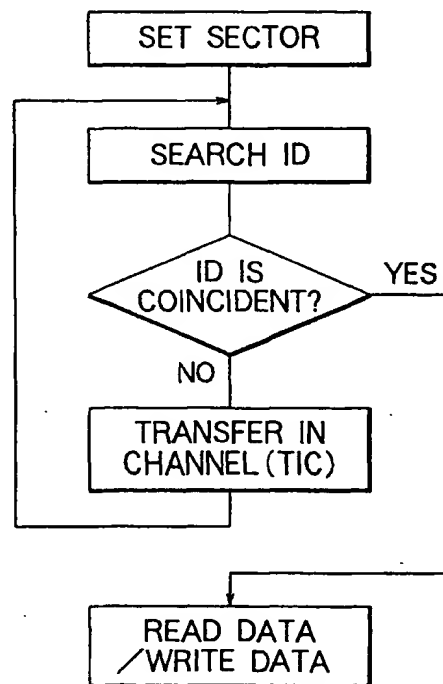 SET SECTOR
SEARCH ID
ID IS
COINCIDENT?
YES
NO
TRANSFER IN
CHANNEL (TIC)
READ DATA
/WRITE DATA